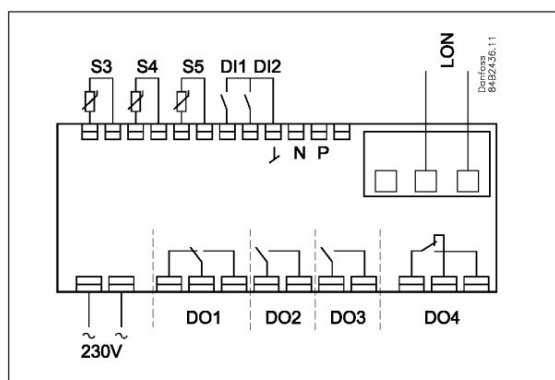 S3 S4 S5 DI1 DI2
LON
Danfoss
84B2436.11
N P
DO1 DO2 DO3 DO4
~ ~
230V